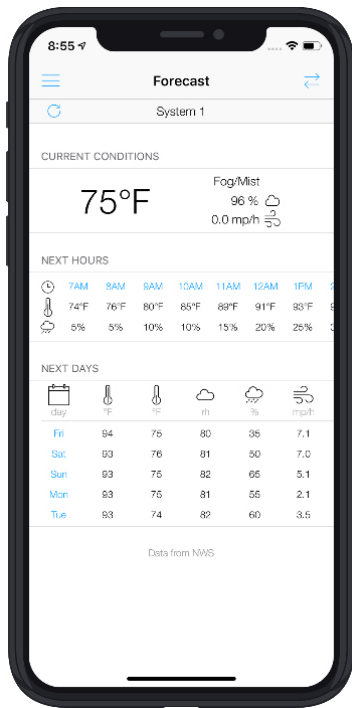 8:55
Forecast
System 1
CURRENT CONDITIONS
75°F
Fog/Mist
96 %
0.0 mp/h
NEXT HOURS
7AM 8AM 9AM 10AM 11AM 12AM 1PM
74°F 76°F 80°F 85°F 89°F 91°F 93°F
5% 5% 10% 10% 15% 20% 25%
NEXT DAYS
day °F °F rh % mp/h
Fri 94 75 80 35 7.1
Sat 93 76 81 50 7.0
Sun 93 75 82 65 5.1
Mon 93 75 81 55 2.1
Tue 93 74 82 60 3.5
Data from NWS